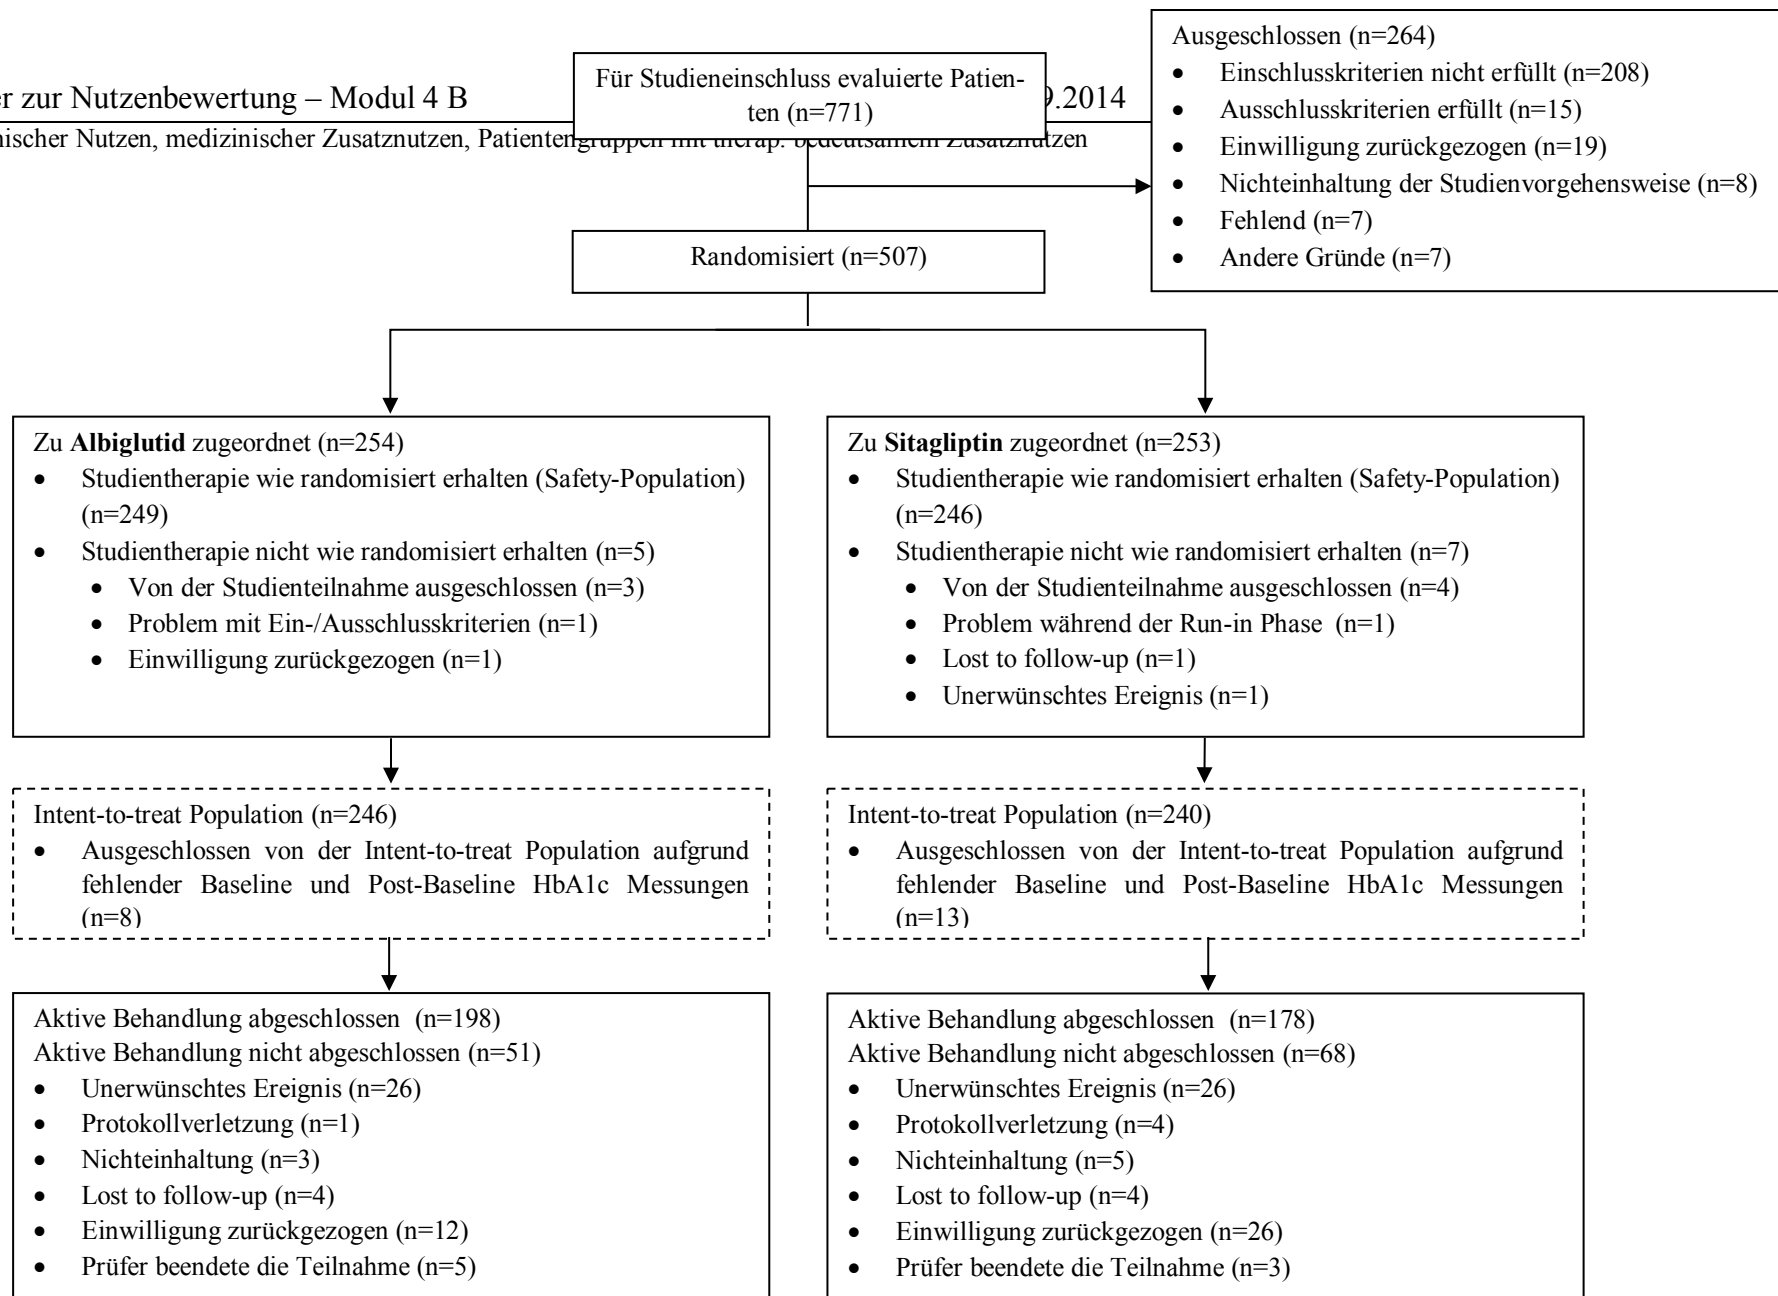 Ausgeschlossen (n=264)
• Einschlusskriterien nicht erfüllt (n=208)
• Ausschlusskriterien erfüllt (n=15)
• Einwilligung zurückgezogen (n=19)
• Nichteinhaltung der Studienvorgehensweise (n=8)
• Fehlend (n=7)
• Andere Gründe (n=7)
Für Studieneinschluss evaluierte Patien-
ten (n=771)
er zur Nutzenbewertung – Modul 4 B
9.2014
nischer Nutzen, medizinischer Zusatznutzen, Patientengruppen mit therap. bedeutsamem Zusatznutzen
Randomisiert (n=507)
Zu Albiglutid zugeordnet (n=254)
• Studientherapie wie randomisiert erhalten (Safety-Population)
(n=249)
• Studientherapie nicht wie randomisiert erhalten (n=5)
• Von der Studienteilnahme ausgeschlossen (n=3)
• Problem mit Ein-/Ausschlusskriterien (n=1)
• Einwilligung zurückgezogen (n=1)
Zu Sitagliptin zugeordnet (n=253)
• Studientherapie wie randomisiert erhalten (Safety-Population)
(n=246)
• Studientherapie nicht wie randomisiert erhalten (n=7)
• Von der Studienteilnahme ausgeschlossen (n=4)
• Problem während der Run-in Phase (n=1)
• Lost to follow-up (n=1)
• Unerwünschtes Ereignis (n=1)
Intent-to-treat Population (n=246)
• Ausgeschlossen von der Intent-to-treat Population aufgrund
fehlender Baseline und Post-Baseline HbA1c Messungen
(n=8)
Intent-to-treat Population (n=240)
• Ausgeschlossen von der Intent-to-treat Population aufgrund
fehlender Baseline und Post-Baseline HbA1c Messungen
(n=13)
Aktive Behandlung abgeschlossen (n=198)
Aktive Behandlung nicht abgeschlossen (n=51)
• Unerwünschtes Ereignis (n=26)
• Protokollverletzung (n=1)
• Nichteinhaltung (n=3)
• Lost to follow-up (n=4)
• Einwilligung zurückgezogen (n=12)
• Prüfer beendete die Teilnahme (n=5)
Aktive Behandlung abgeschlossen (n=178)
Aktive Behandlung nicht abgeschlossen (n=68)
• Unerwünschtes Ereignis (n=26)
• Protokollverletzung (n=4)
• Nichteinhaltung (n=5)
• Lost to follow-up (n=4)
• Einwilligung zurückgezogen (n=26)
• Prüfer beendete die Teilnahme (n=3)